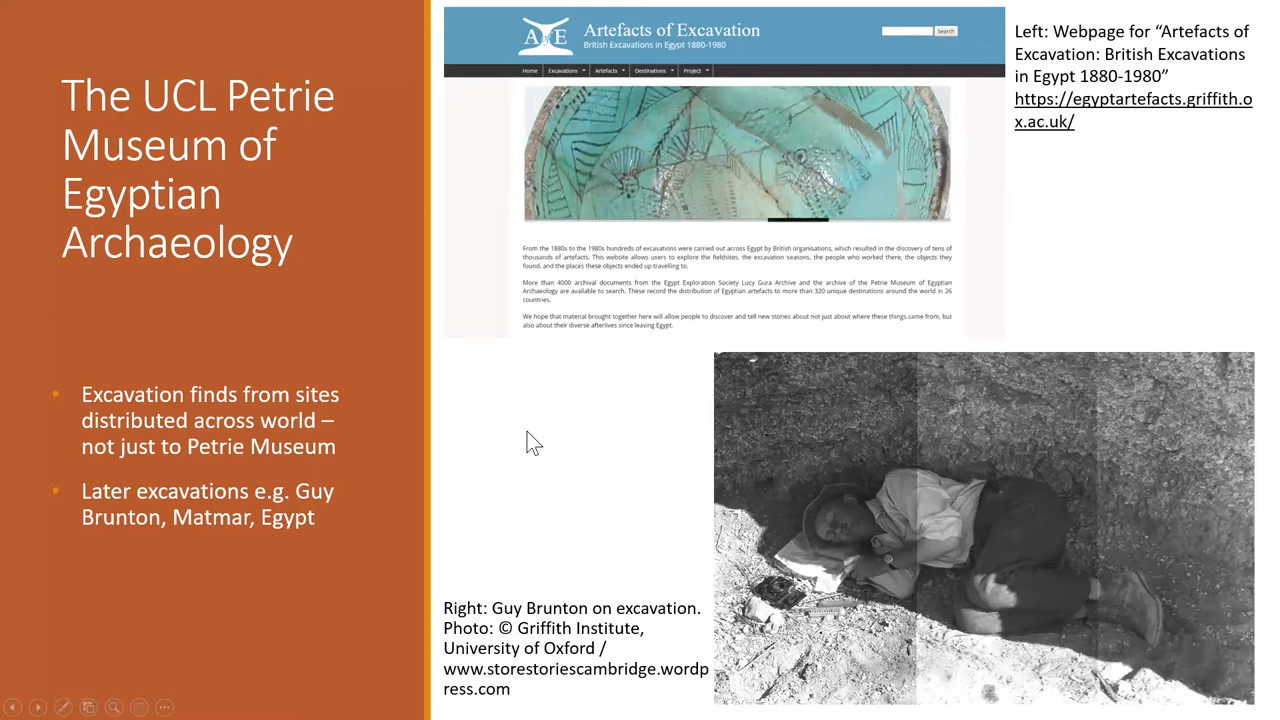 The UCL Petrie
Museum of
Egyptian
Archaeology
Excavation finds from sites
distributed across world –
not just to Petrie Museum
Later excavations e.g. Guy
Brunton, Matmar, Egypt
A E
Artefacts of Excavation
British Excavations in Egypt 1880-1980
Search
Home Excavations Artefacts Destinations Project
From the 1880s to the 1980s hundreds of excavations were carried out across Egypt by British organisations, which resulted in the discovery of tens of
thousands of artefacts. This website allows users to explore the fieldsites, the excavation seasons, the people who worked there, the objects they
found, and the places these objects ended up travelling to.
More than 4000 archival documents from the Egypt Exploration Society Lucy Gura Archive and the archive of the Petrie Museum of Egyptian
Archaeology are available to search. These record the distribution of Egyptian artefacts to more than 320 unique destinations around the world in 26
countries.
We hope that material brought together here will allow people to discover and tell new stories about not just about where these things came from, but
also about their diverse afterlives since leaving Egypt.
Left: Webpage for “Artefacts of
Excavation: British Excavations
in Egypt 1880-1980”
https://egyptartefacts.griffith.o
x.ac.uk/
Right: Guy Brunton on excavation.
Photo: © Griffith Institute,
University of Oxford /
www.storestoriescambridge.wordp
ress.com